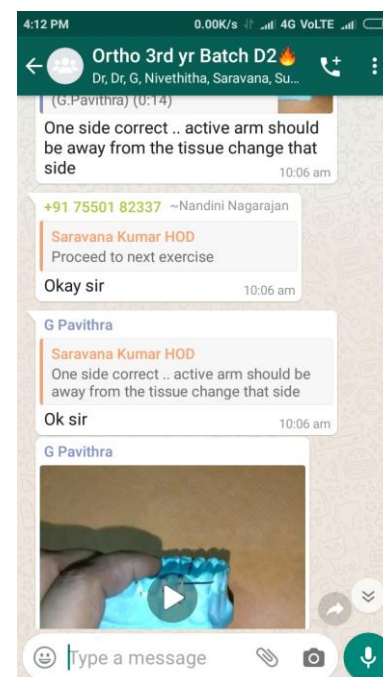 4:12 PM 0.00K/s 4G VoLTE
Ortho 3rd yr Batch D2🔥
Dr, Dr, G, Nivethitha, Saravana, Su...
(G.Pavithra) (0:14)
One side correct .. active arm should
be away from the tissue change that
side
10:06 am
+91 75501 82337 ~Nandini Nagarajan
Saravana Kumar HOD
Proceed to next exercise
Okay sir
10:06 am
G Pavithra
Saravana Kumar HOD
One side correct .. active arm should be
away from the tissue change that side
Ok sir
10:06 am
G Pavithra
Type a message